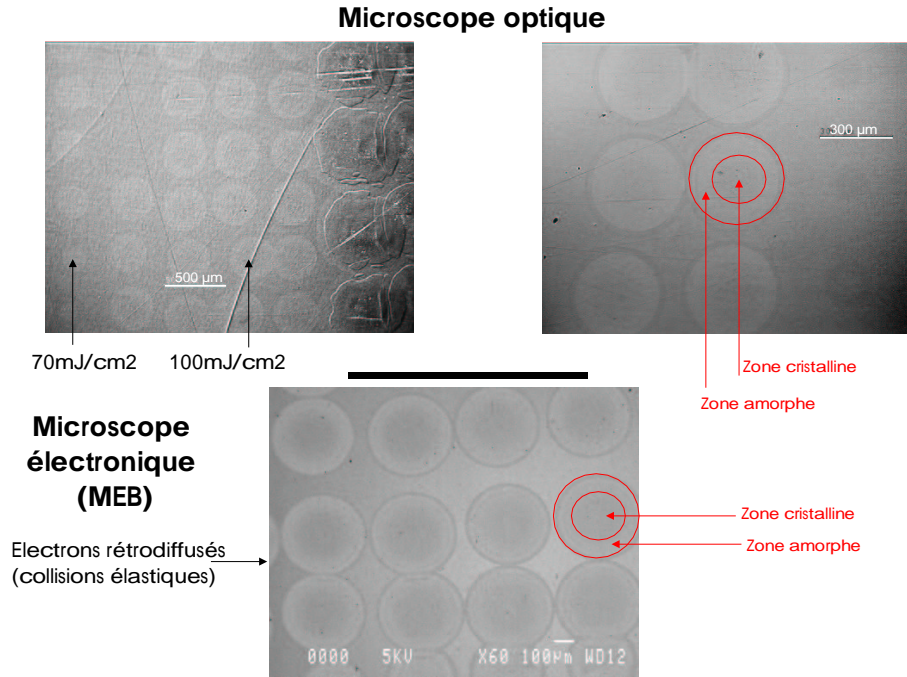 Microscope optique
500 µm
300 µm
70mJ/cm2
100mJ/cm2
Zone cristalline
Zone amorphe
Microscope
électronique
(MEB)
Electrons rétrodiffusés
(collisions élastiques)
Zone cristalline
Zone amorphe
0000 5KV X60 100µm WD12